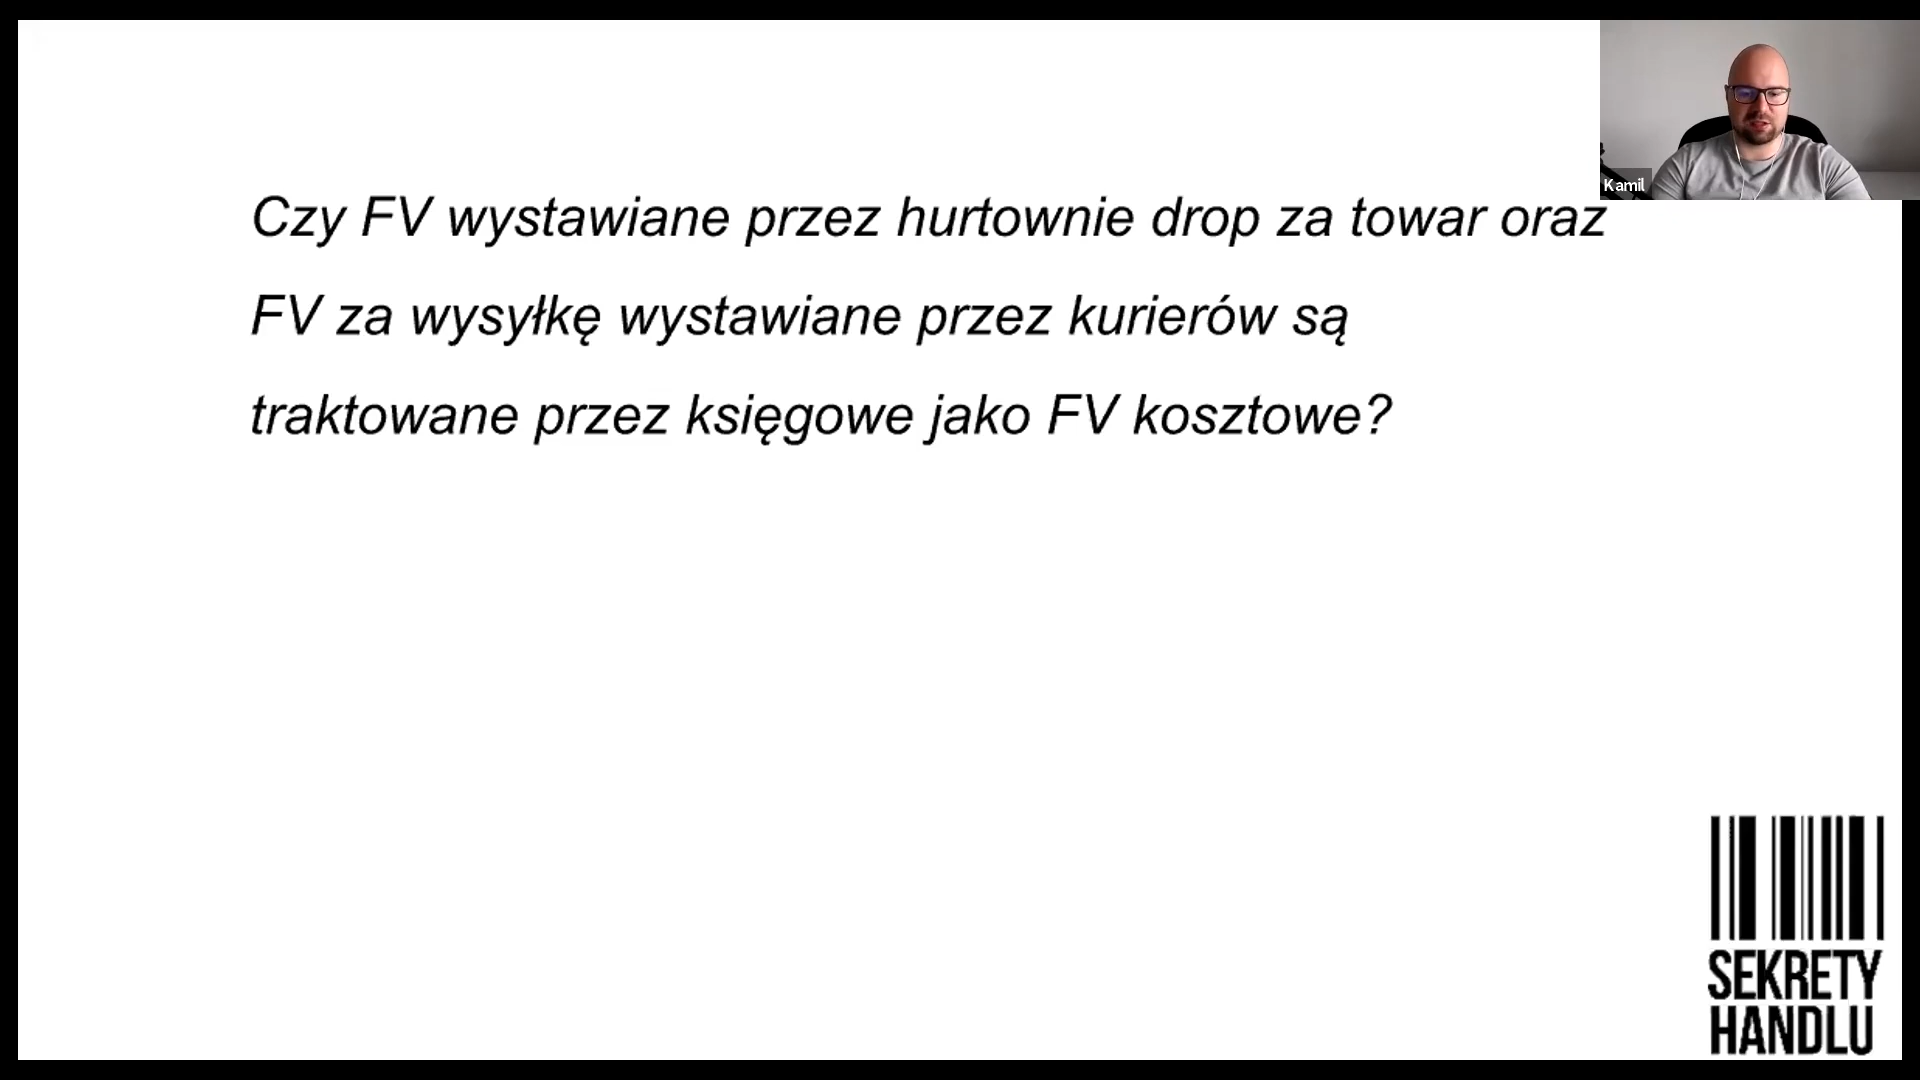 Kamil
Czy FV wystawiane przez hurtownie drop za towar oraz
FV za wysyłkę wystawiane przez kurierów są
traktowane przez księgowe jako FV kosztowe?
SEKRETY
HANDLU